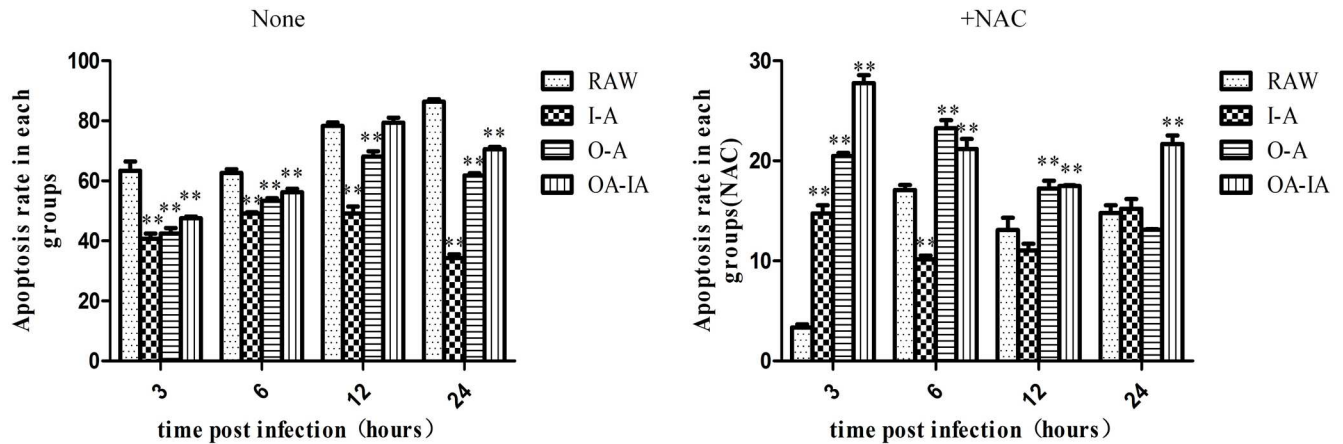 None
100
80
60
40
20
0
Apoptosis rate in each
groups
**
**
**
**
**
**
**
**
**
**
**
3
6
12
24
time post infection（hours）
RAW
I-A
O-A
OA-IA
+NAC
30
20
10
0
Apoptosis rate in each
groups(NAC)
**
**
**
**
**
**
**
**
**
3
6
12
24
time post infection（hours）
RAW
I-A
O-A
OA-IA